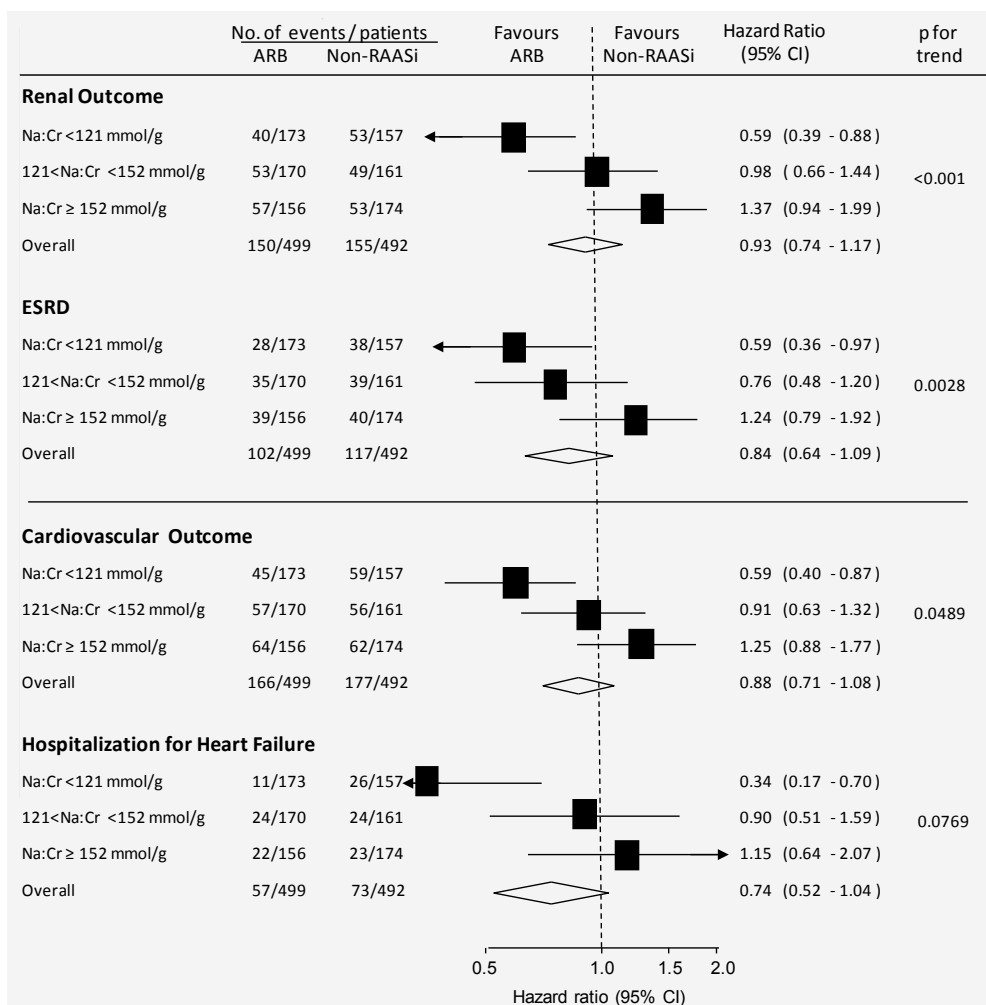 No. of events / patients Favours Favours Hazard Ratio p for
ARB Non-RAASi ARB Non-RAASi (95% CI) trend
Renal Outcome
Na:Cr <121 mmol/g 40/173 53/157 0.59 (0.39 - 0.88)
121<Na:Cr <152 mmol/g 53/170 49/161 0.98 ( 0.66 - 1.44) <0.001
Na:Cr ≥ 152 mmol/g 57/156 53/174 1.37 (0.94 - 1.99)
Overall 150/499 155/492 0.93 (0.74 - 1.17)
ESRD
Na:Cr <121 mmol/g 28/173 38/157 0.59 (0.36 - 0.97)
121<Na:Cr <152 mmol/g 35/170 39/161 0.76 (0.48 - 1.20) 0.0028
Na:Cr ≥ 152 mmol/g 39/156 40/174 1.24 (0.79 - 1.92)
Overall 102/499 117/492 0.84 (0.64 - 1.09)
Cardiovascular Outcome
Na:Cr <121 mmol/g 45/173 59/157 0.59 (0.40 - 0.87)
121<Na:Cr <152 mmol/g 57/170 56/161 0.91 (0.63 - 1.32) 0.0489
Na:Cr ≥ 152 mmol/g 64/156 62/174 1.25 (0.88 - 1.77)
Overall 166/499 177/492 0.88 (0.71 - 1.08)
Hospitalization for Heart Failure
Na:Cr <121 mmol/g 11/173 26/157 0.34 (0.17 - 0.70)
121<Na:Cr <152 mmol/g 24/170 24/161 0.90 (0.51 - 1.59) 0.0769
Na:Cr ≥ 152 mmol/g 22/156 23/174 1.15 (0.64 - 2.07)
Overall 57/499 73/492 0.74 (0.52 - 1.04)
0.5 1.0 1.5 2.0
Hazard ratio (95% CI)